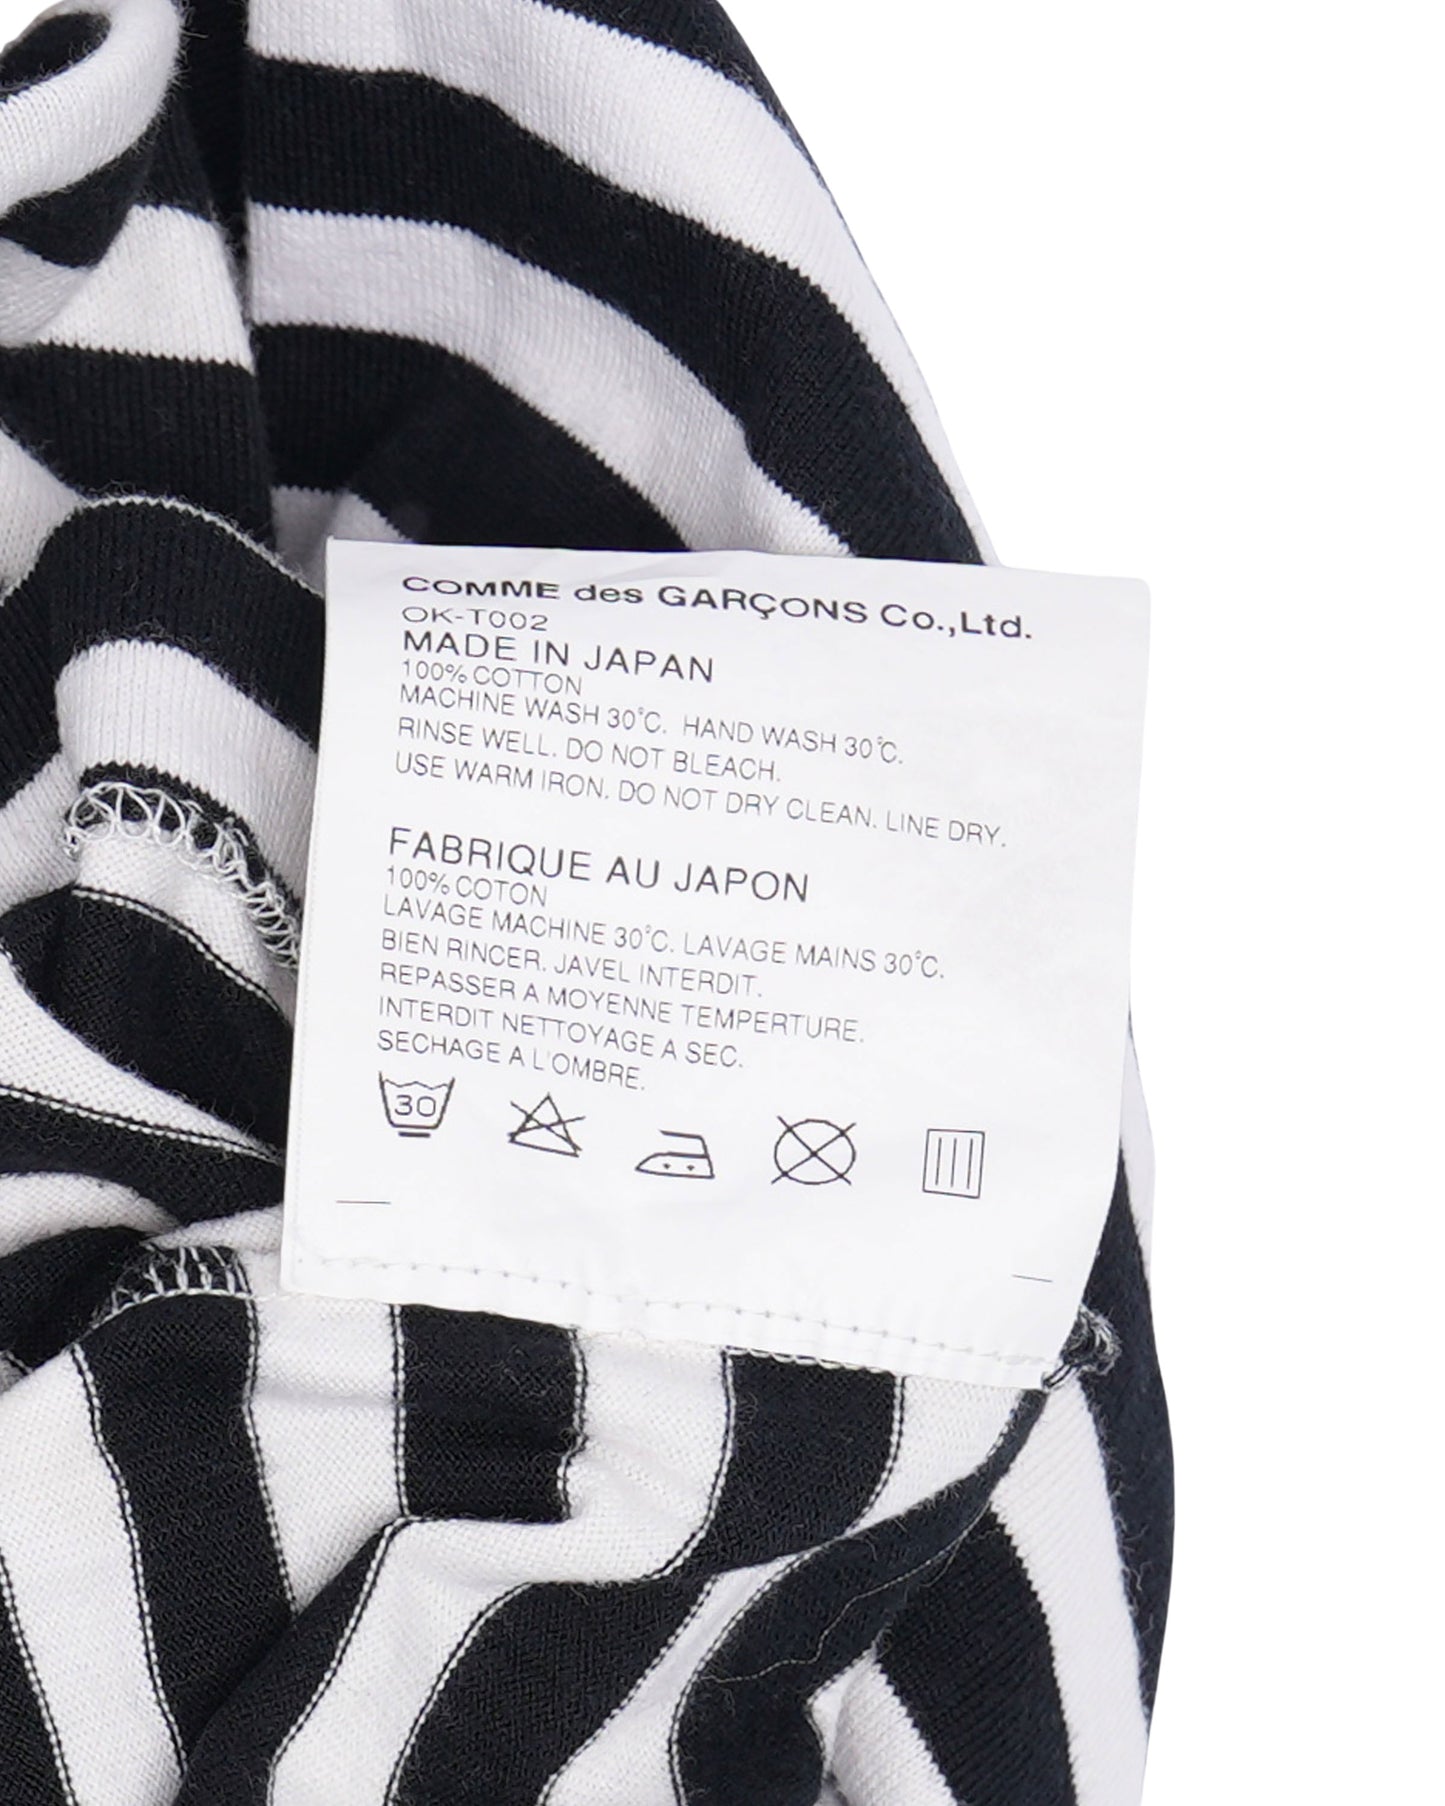 COMME des GARÇONS Co.,Ltd.
OK-T002
MADE IN JAPAN
100% COTTON
MACHINE WASH 30°C. HAND WASH 30°C.
RINSE WELL. DO NOT BLEACH.
USE WARM IRON. DO NOT DRY CLEAN. LINE DRY.
FABRIQUE AU JAPON
100% COTON
LAVAGE MACHINE 30°C. LAVAGE MAINS 30°C.
BIEN RINCER. JAVEL INTERDIT.
REPASSER A MOYENNE TEMPERTURE.
INTERDIT NETTOYAGE A SEC.
SECHAGE A L'OMBRE.
30